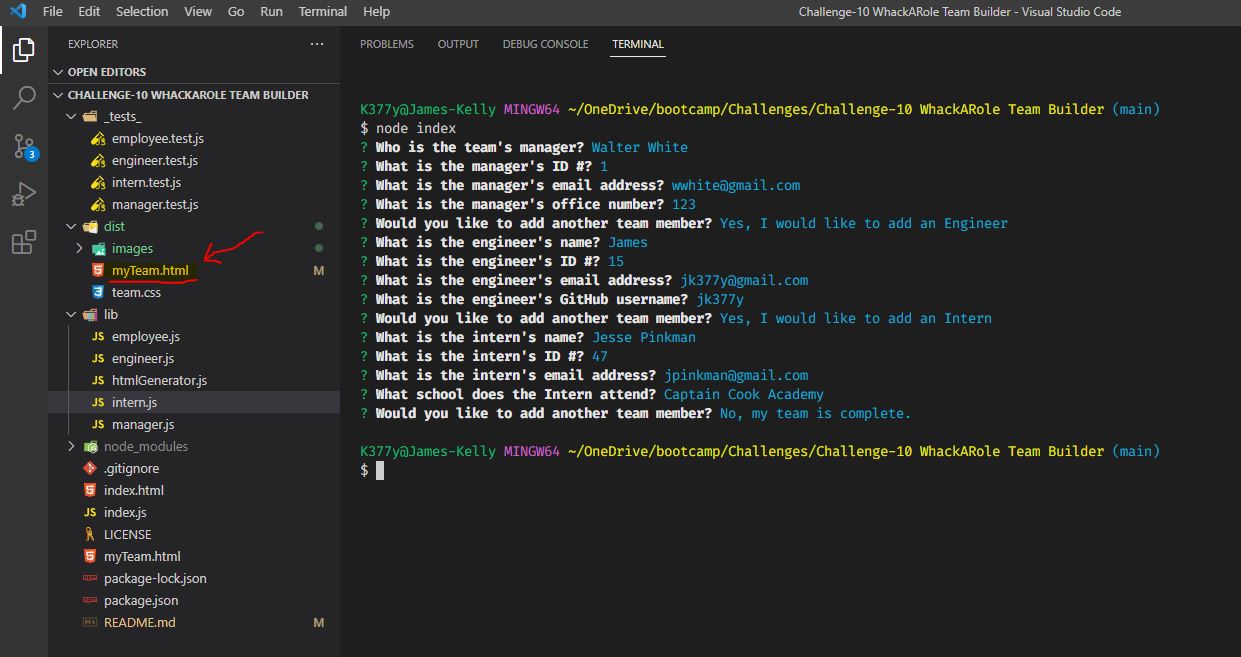 File Edit Selection View Go Run Terminal Help Challenge-10 WhackARole Team Builder - Visual Studio Code
EXPLORER ...
OPEN EDITORS
CHALLENGE-10 WHACKAROLE TEAM BUILDER
_tests_
employee.test.js
engineer.test.js
intern.test.js
manager.test.js
3
dist
images
myTeam.html M
team.css
lib
JS employee.js
JS engineer.js
JS htmlGenerator.js
JS intern.js
JS manager.js
node_modules
.gitignore
index.html
JS index.js
LICENSE
myTeam.html
package-lock.json
package.json
README.md M
PROBLEMS OUTPUT DEBUG CONSOLE TERMINAL
K377y@James-Kelly MINGW64 ~/OneDrive/bootcamp/Challenges/Challenge-10 WhackARole Team Builder (main)
$ node index
? Who is the team's manager? Walter White
? What is the manager's ID #? 1
? What is the manager's email address? wwhite@gmail.com
? What is the manager's office number? 123
? Would you like to add another team member? Yes, I would like to add an Engineer
? What is the engineer's name? James
? What is the engineer's ID #? 15
? What is the engineer's email address? jk377y@gmail.com
? What is the engineer's GitHub username? jk377y
? Would you like to add another team member? Yes, I would like to add an Intern
? What is the intern's name? Jesse Pinkman
? What is the intern's ID #? 47
? What is the intern's email address? jpinkman@gmail.com
? What school does the Intern attend? Captain Cook Academy
? Would you like to add another team member? No, my team is complete.
K377y@James-Kelly MINGW64 ~/OneDrive/bootcamp/Challenges/Challenge-10 WhackARole Team Builder (main)
$